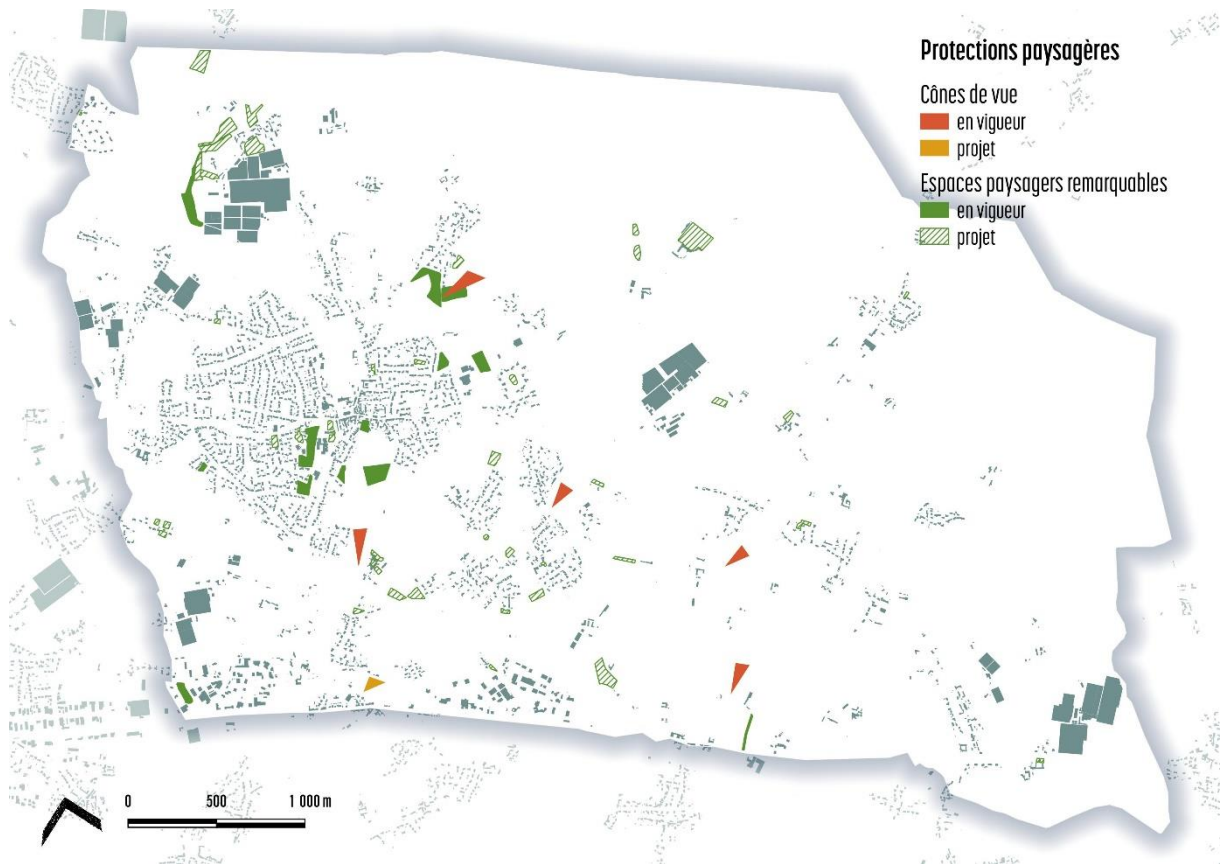 Protections paysagères
Cônes de vue
en vigueur
projet
Espaces paysagers remarquables
en vigueur
projet
0 500 1 000 m